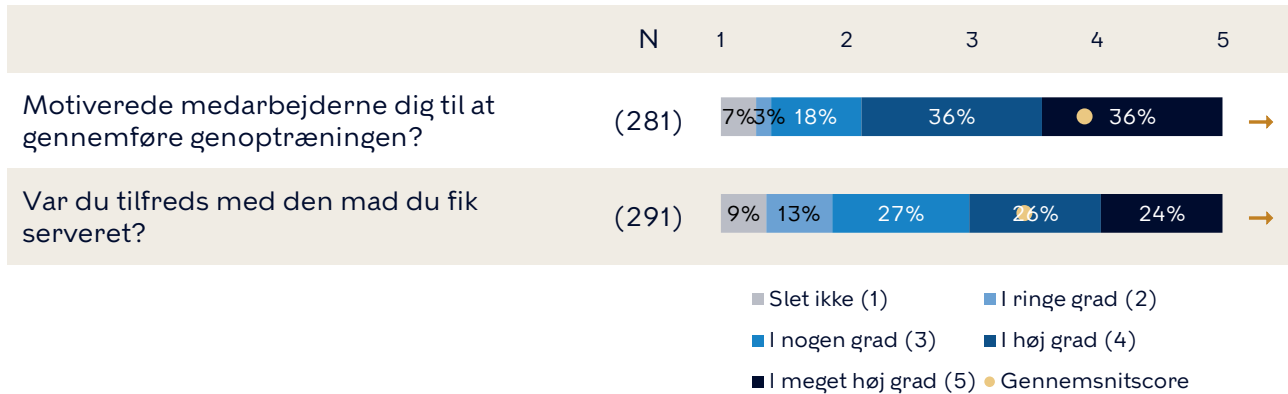 N 1 2 3 4 5
Motiverede medarbejderne dig til at
gennemføre genoptræningen?
(281) 7% 3% 18% 36% 36% →
Var du tilfreds med den mad du fik
serveret?
(291) 9% 13% 27% 26% 24% →
Slet ikke (1) I ringe grad (2)
I nogen grad (3) I høj grad (4)
I meget høj grad (5) Gennemsnitscore